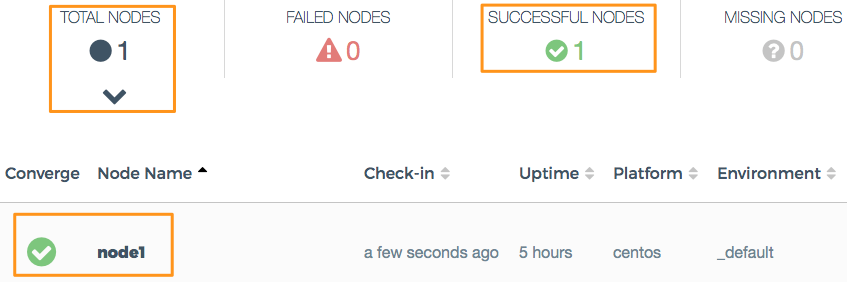 TOTAL NODES FAILED NODES SUCCESSFUL NODES MISSING NODES
1 0 1 0
Converge Node Name Check-in Uptime Platform Environment
node1 a few seconds ago 5 hours centos _default